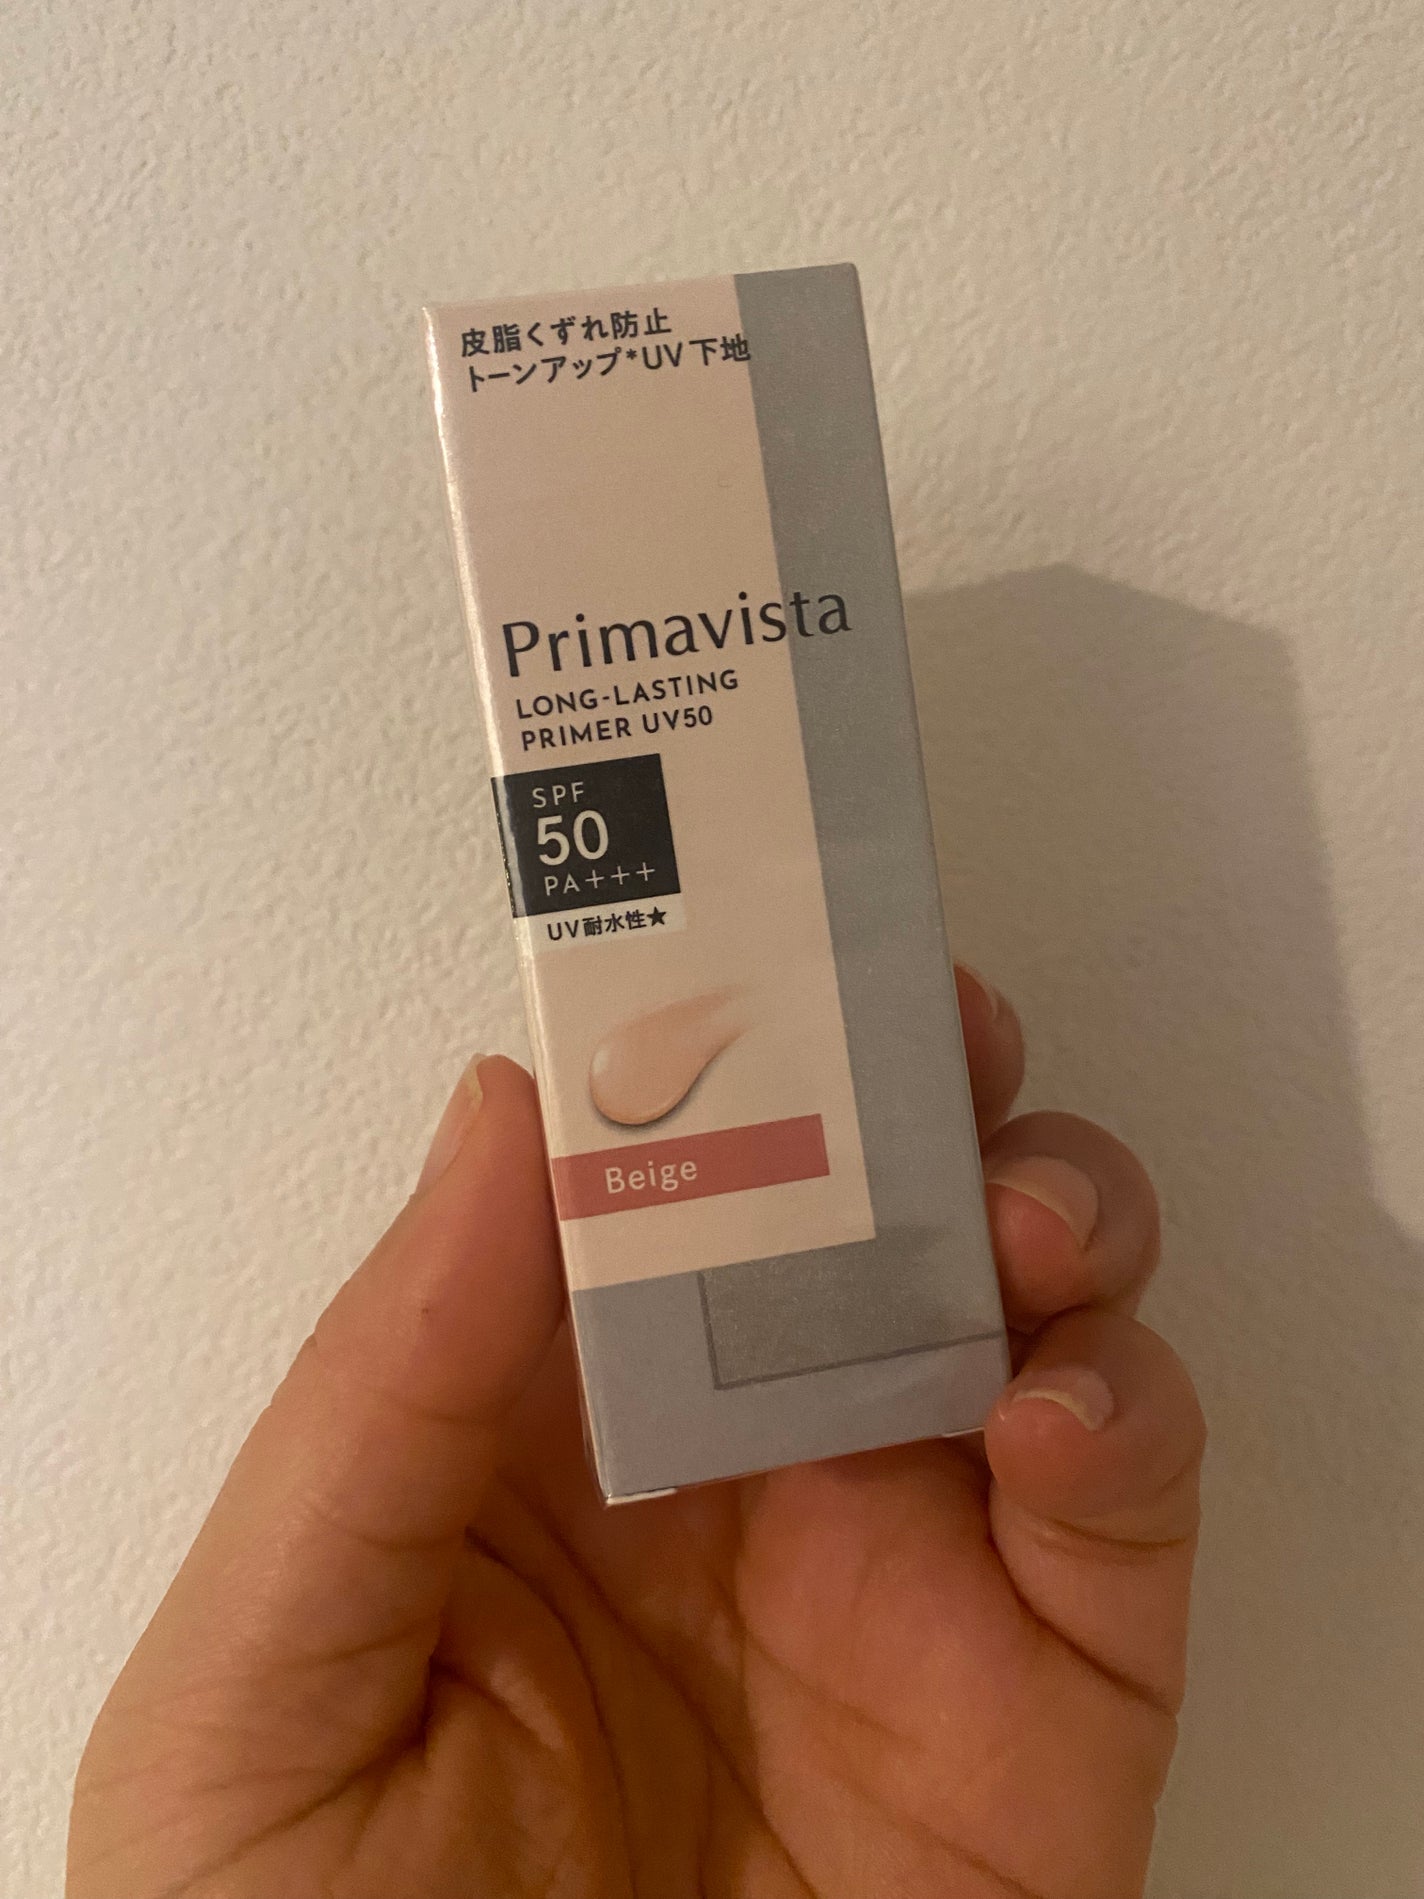 皮脂くずれ防止
トーンアップ*UV下地
Primavista
LONG-LASTING
PRIMER UV50
SPF
50
PA+++
UV耐水性★
Beige